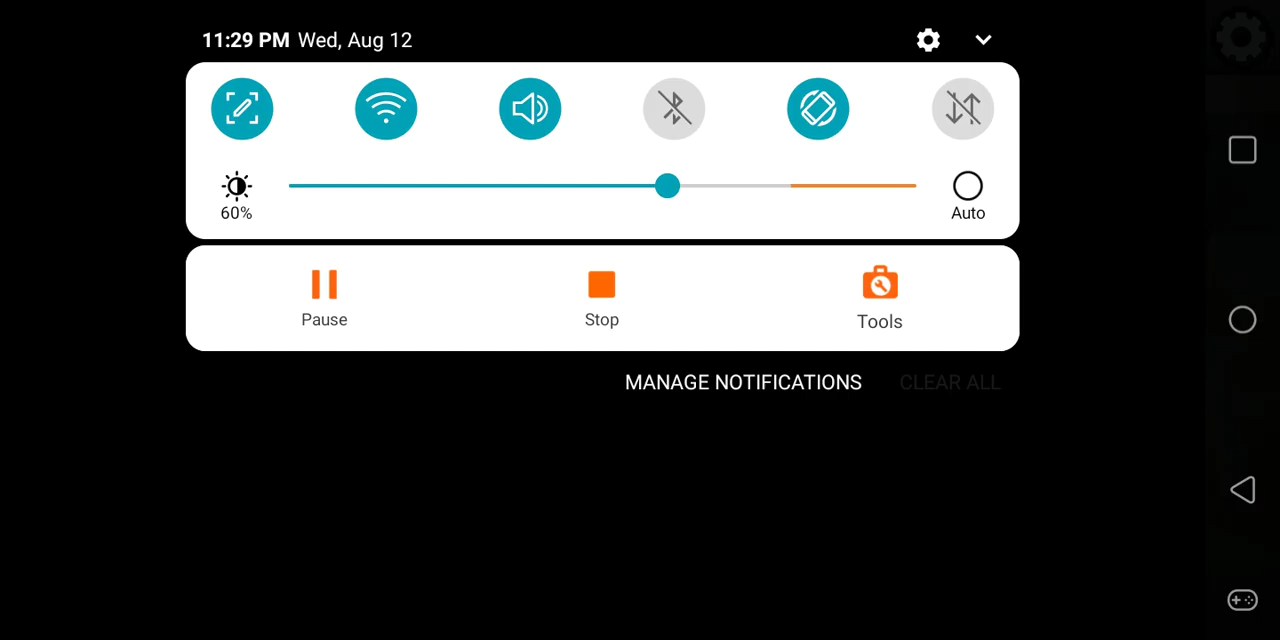 11:29 PM Wed, Aug 12
60%
Auto
Pause
Stop
Tools
MANAGE NOTIFICATIONS
CLEAR ALL